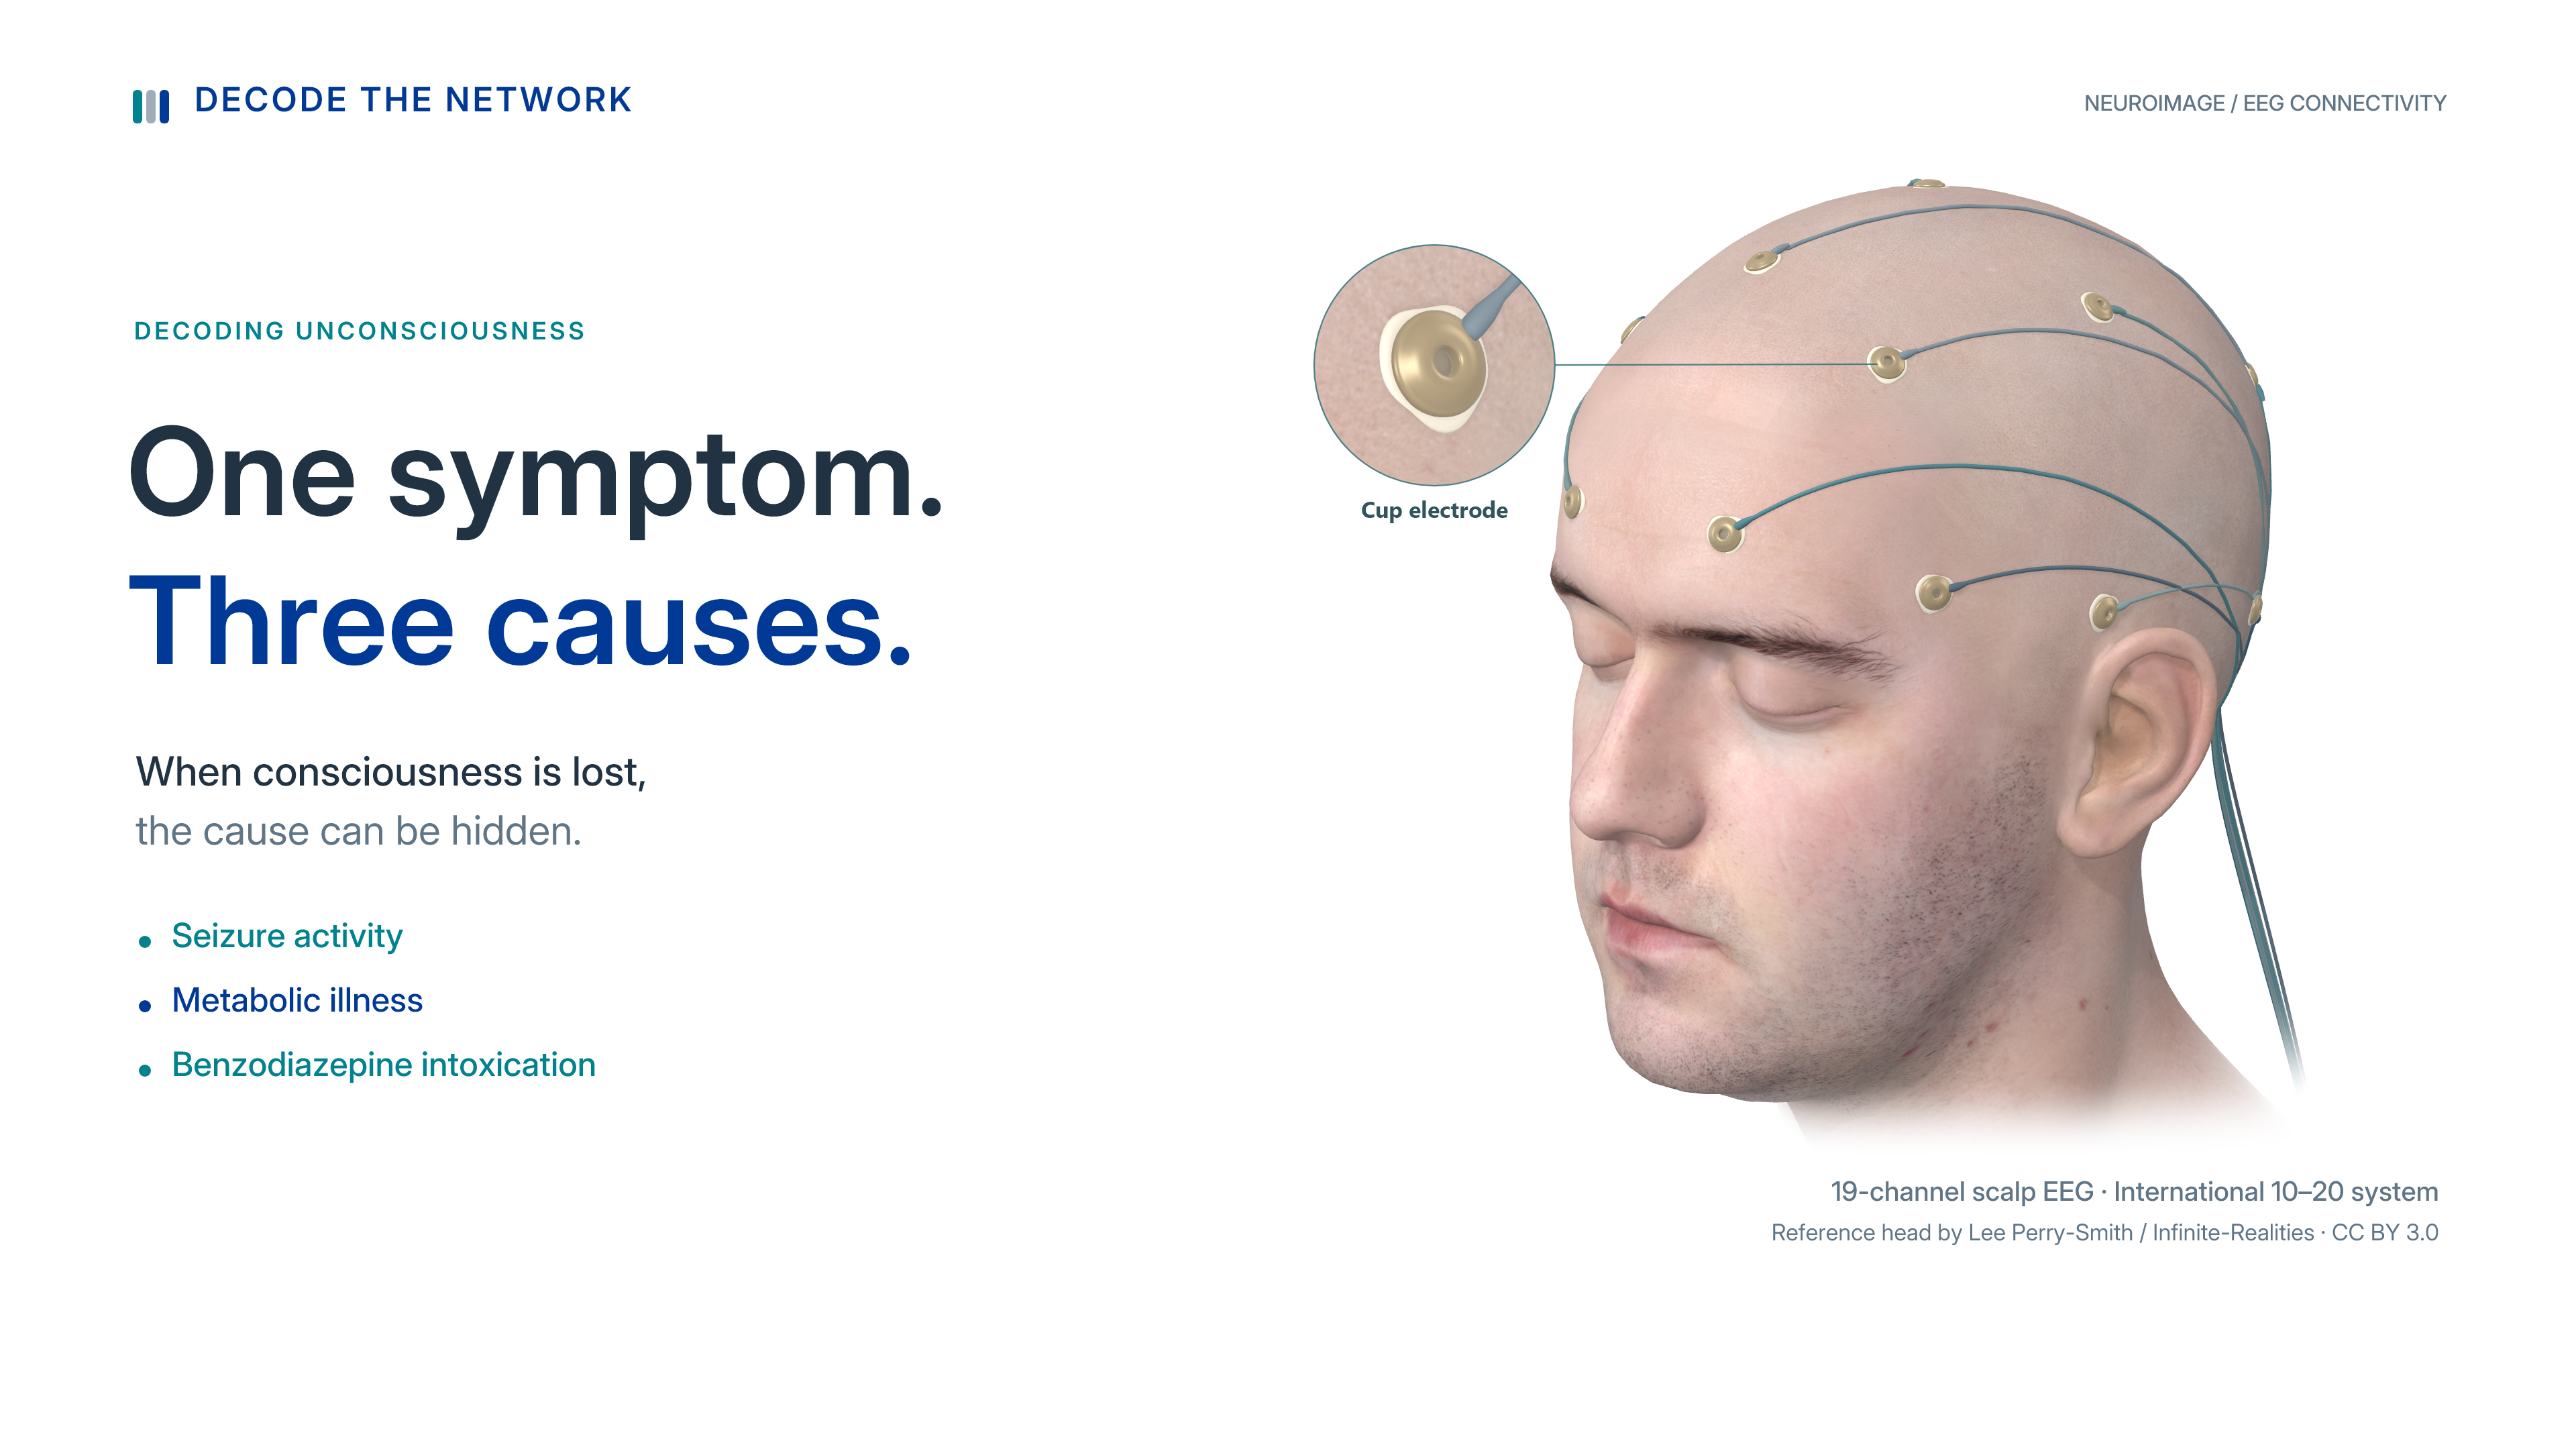 DECODE THE NETWORK
NEUROIMAGE / EEG CONNECTIVITY
DECODING UNCONSCIOUSNESS
One symptom.
Three causes.
When consciousness is lost,
the cause can be hidden.
• Seizure activity
• Metabolic illness
• Benzodiazepine intoxication
Cup electrode
19-channel scalp EEG · International 10–20 system
Reference head by Lee Perry-Smith / Infinite-Realities · CC BY 3.0